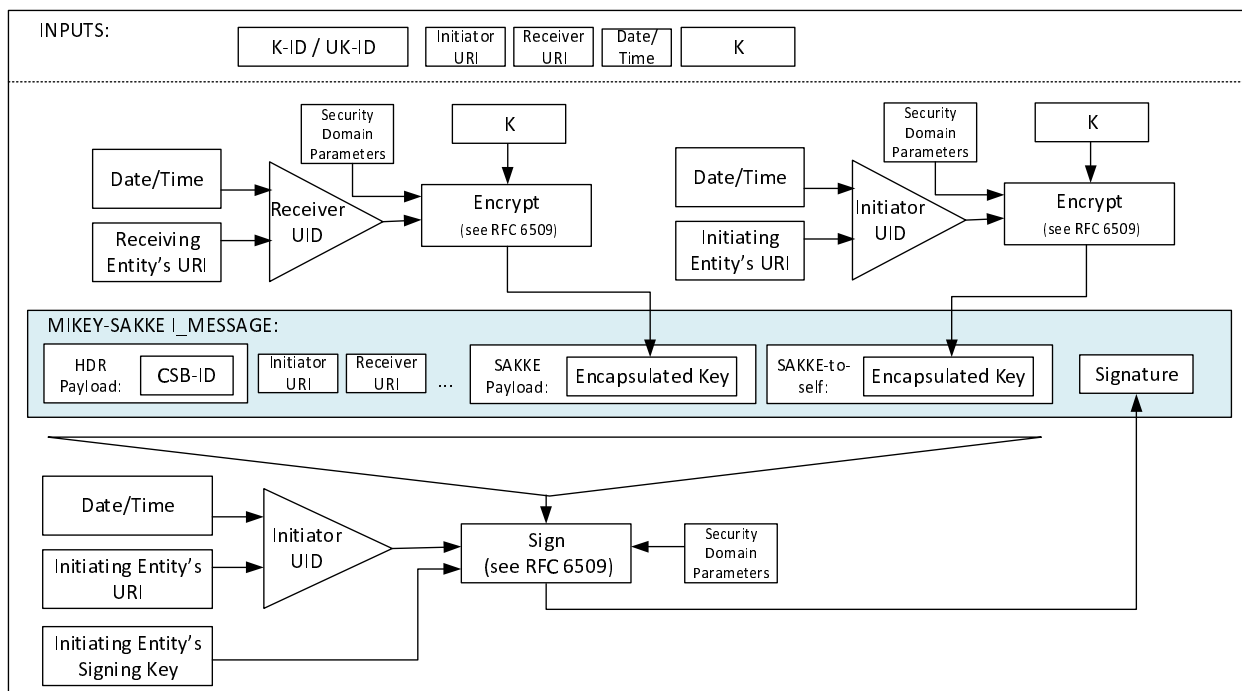 INPUTS:
K-ID / UK-ID
Initiator
URI
Receiver
URI
Date/
Time
K
Security
Domain
Parameters
K
Date/Time
Receiving
Entity's URI
Receiver
UID
Encrypt
(see RFC 6509)
Security
Domain
Parameters
K
Date/Time
Initiating
Entity's URI
Initiator
UID
Encrypt
(see RFC 6509)
MIKEY-SAKKE I_MESSAGE:
HDR
Payload:
CSB-ID
Initiator
URI
Receiver
URI
...
SAKKE
Payload:
Encapsulated Key
SAKKE-to-
self:
Encapsulated Key
Signature
Date/Time
Initiating Entity's
URI
Initiator
UID
Sign
(see RFC 6509)
Security
Domain
Parameters
Initiating Entity's
Signing Key